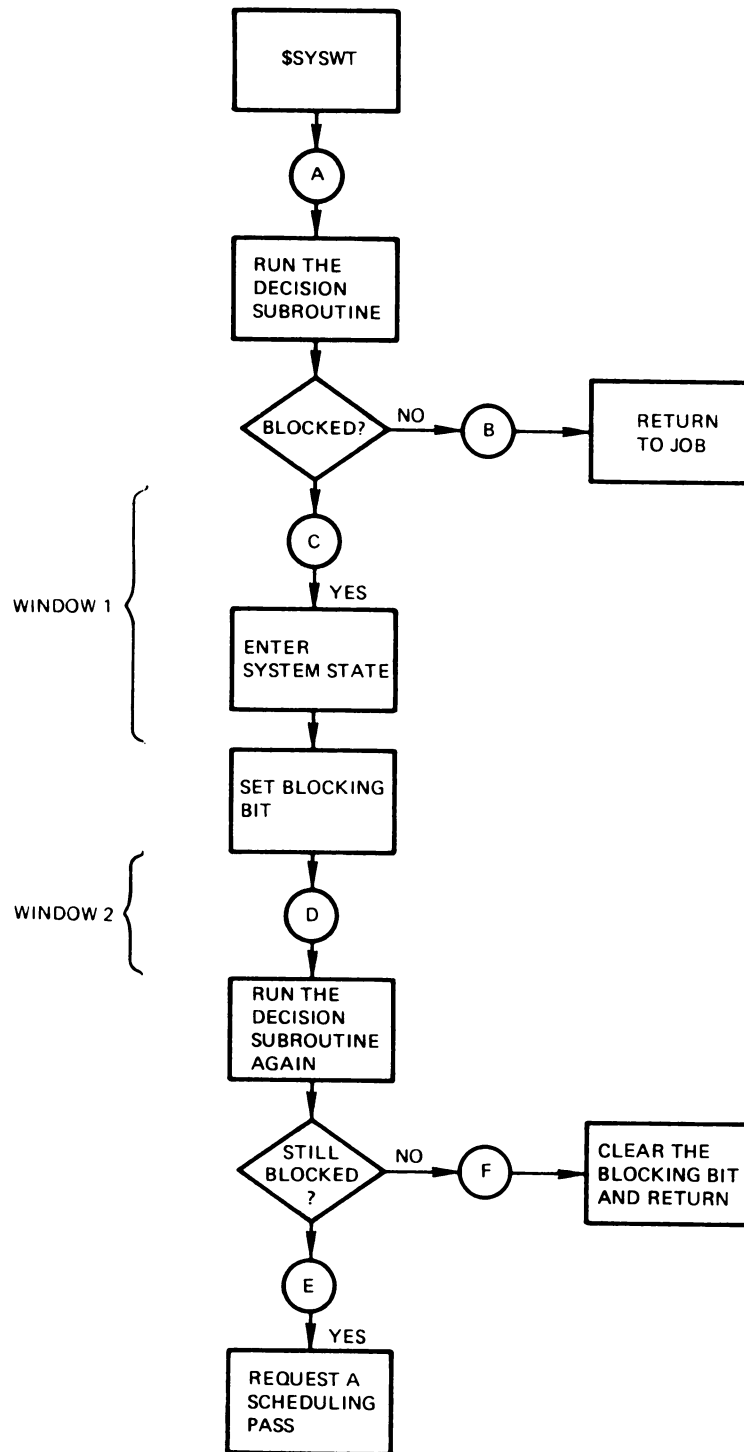 $SYSWT
A
RUN THE
DECISION
SUBROUTINE
BLOCKED?
NO
B
RETURN
TO JOB
C
YES
WINDOW 1
ENTER
SYSTEM STATE
SET BLOCKING
BIT
WINDOW 2
D
RUN THE
DECISION
SUBROUTINE
AGAIN
STILL
BLOCKED
?
NO
F
CLEAR THE
BLOCKING BIT
AND RETURN
E
YES
REQUEST A
SCHEDULING
PASS